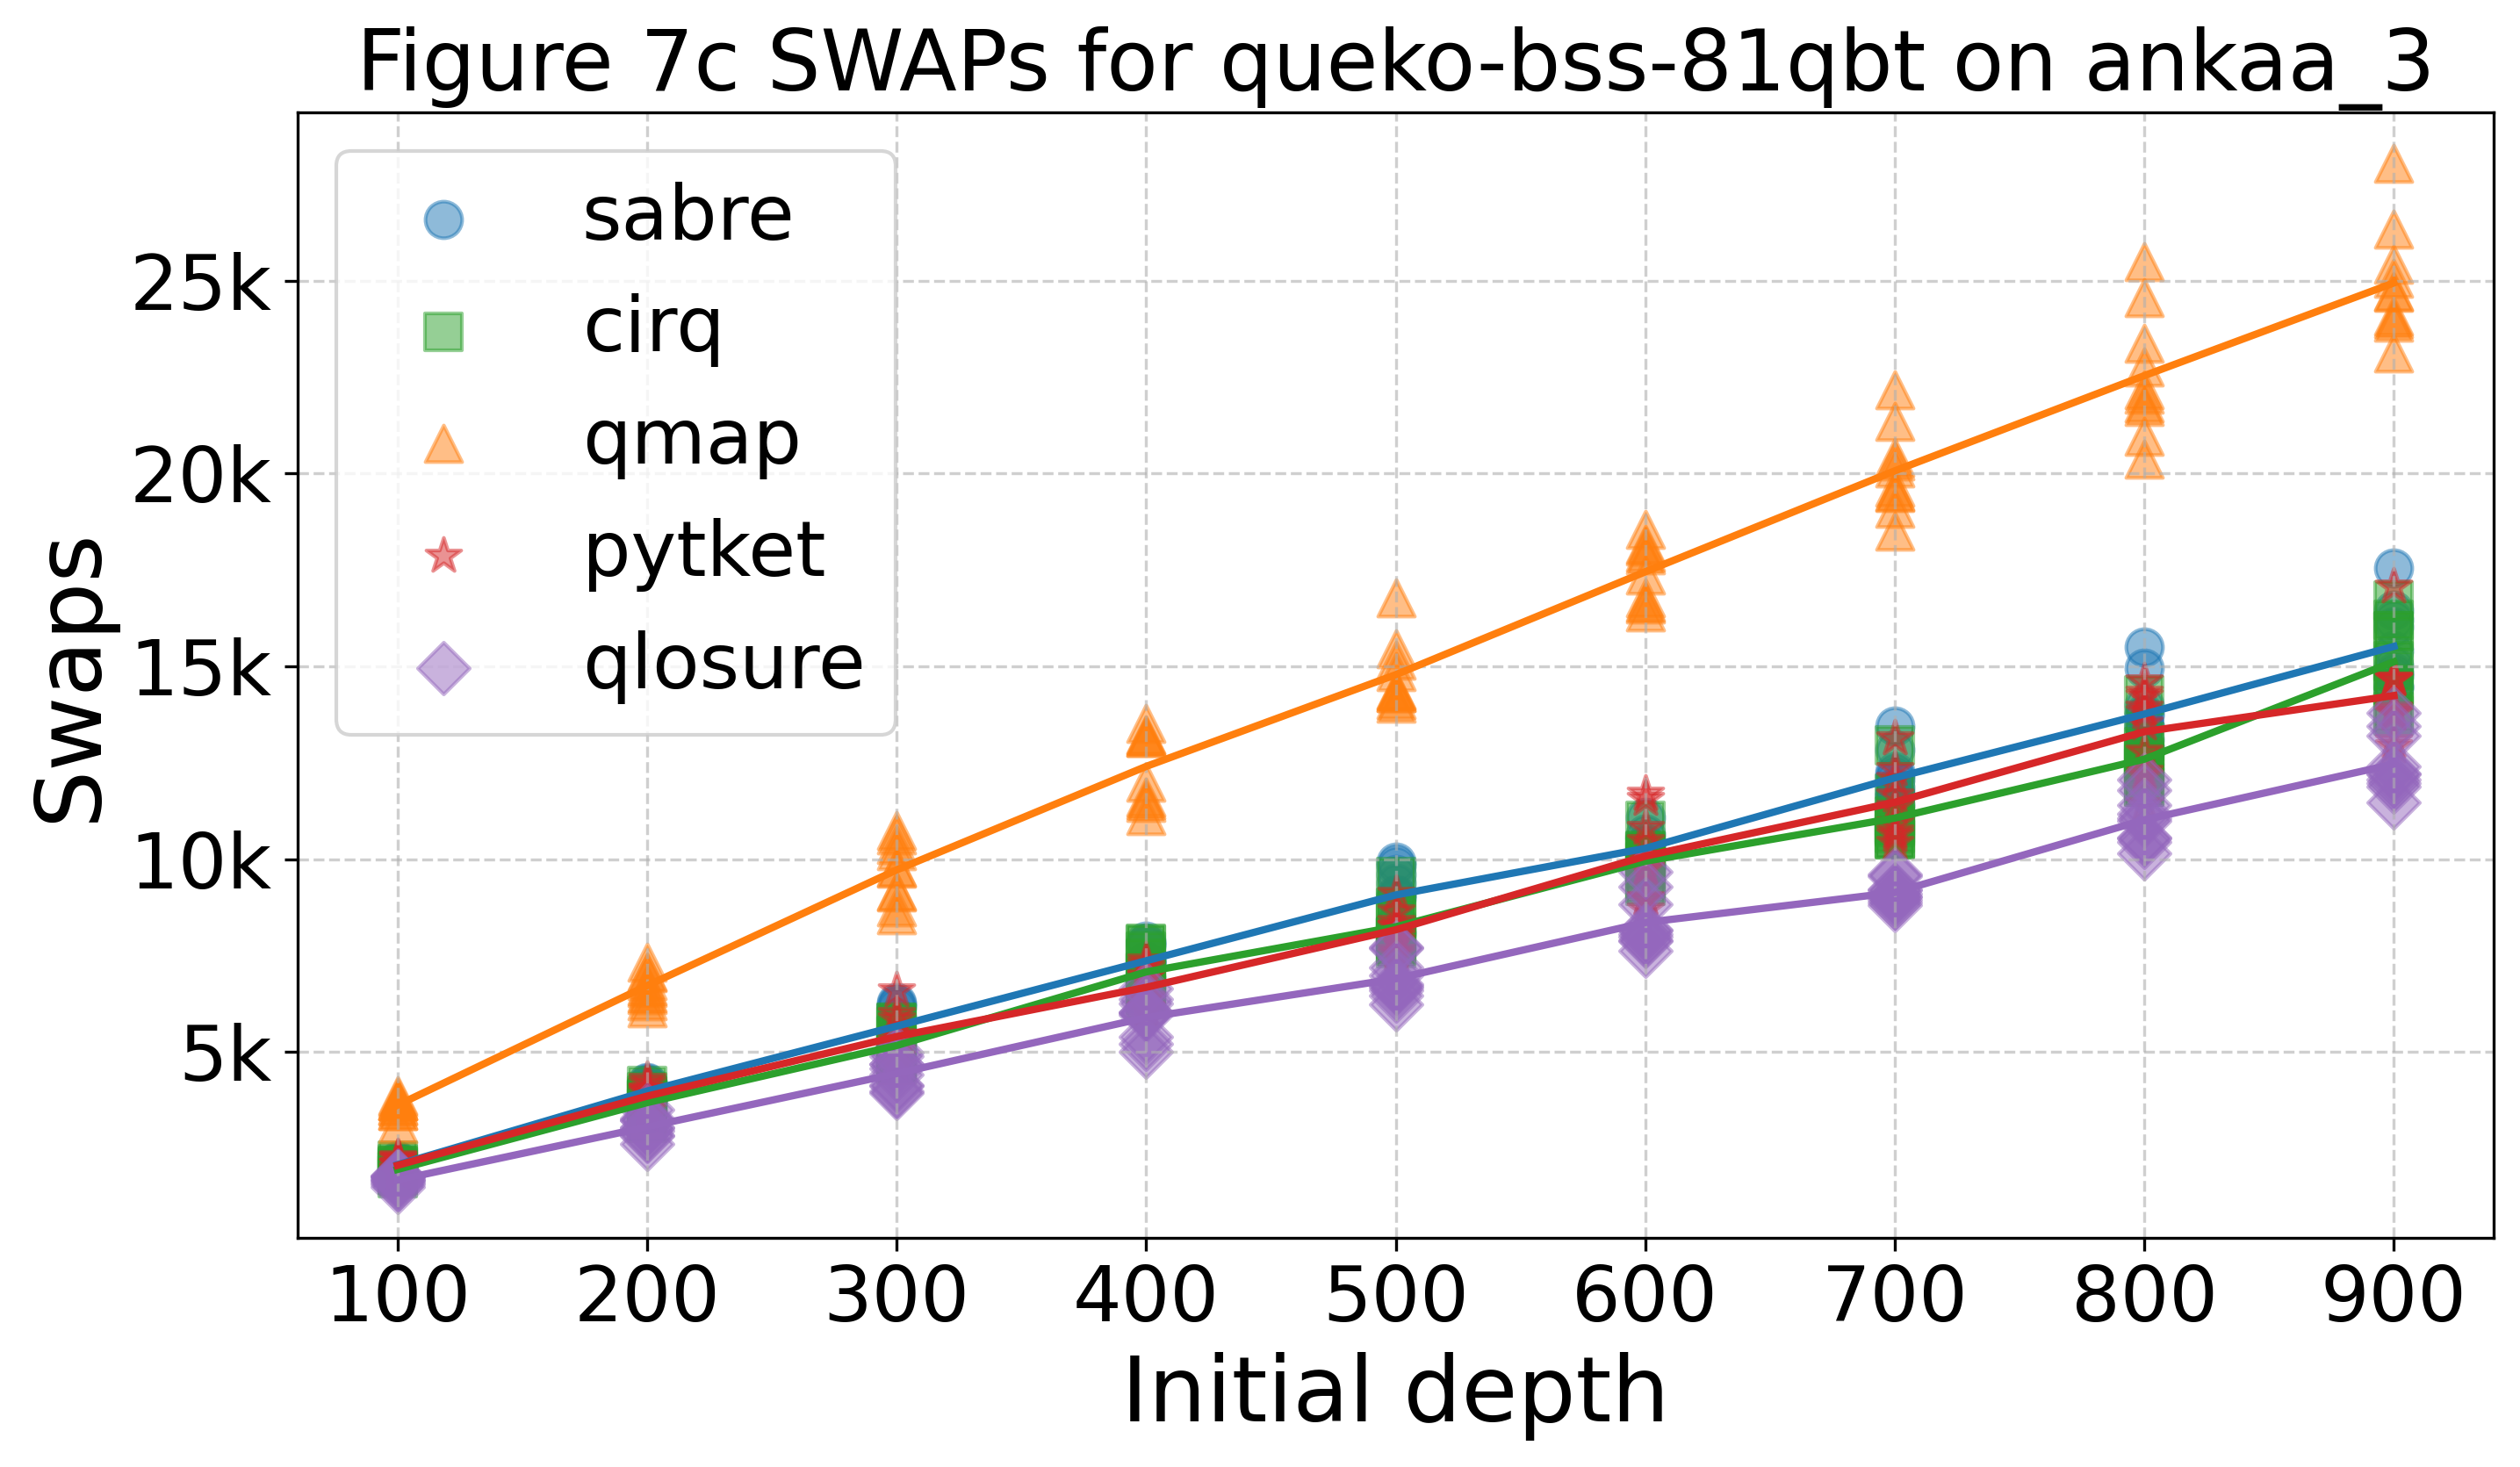 Figure 7c SWAPs for queko-bss-81qbt on ankaa_3
sabre
cirq
qmap
pytket
qlosure
25k
20k
15k
10k
5k
Swaps
100 200 300 400 500 600 700 800 900
Initial depth